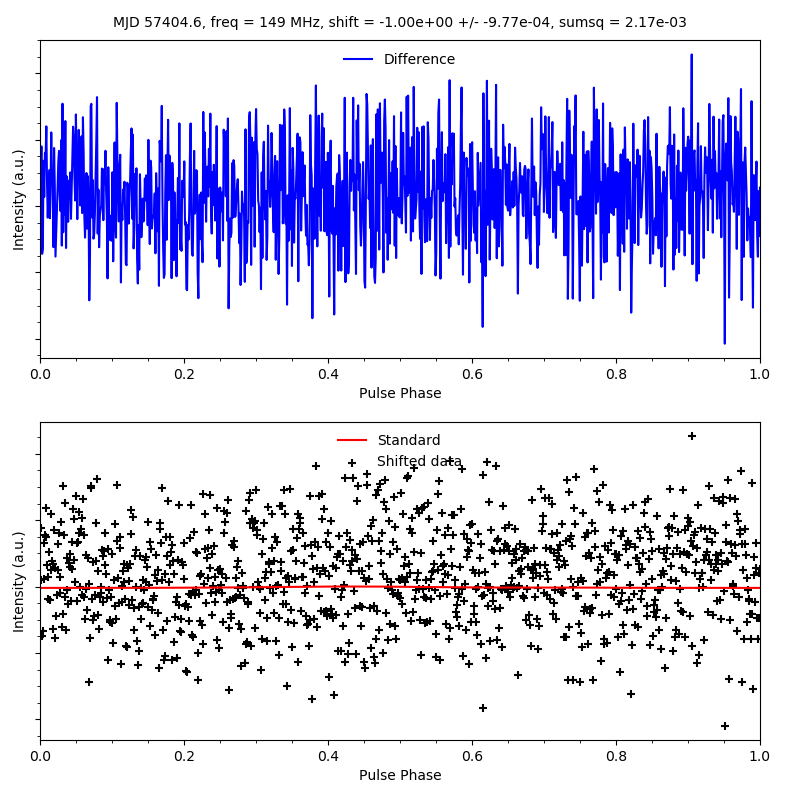 MJD 57404.6, freq = 149 MHz, shift = -1.00e+00 +/- -9.77e-04, sumsq = 2.17e-03
Difference
Intensity (a.u.)
0.0 0.2 0.4 0.6 0.8 1.0
Pulse Phase
Standard
Shifted data
Intensity (a.u.)
0.0 0.2 0.4 0.6 0.8 1.0
Pulse Phase